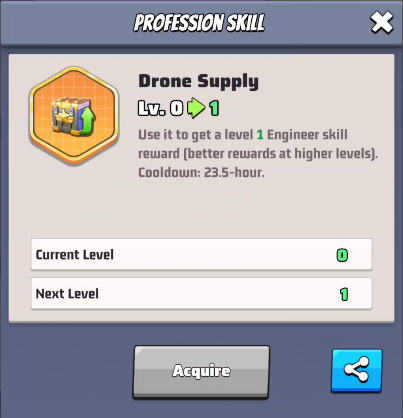 PROFESSION SKILL
Drone Supply
Lv. 0 1
Use it to get a level 1 Engineer skill
reward (better rewards at higher levels).
Cooldown: 23.5-hour.
Current Level 0
Next Level 1
Acquire